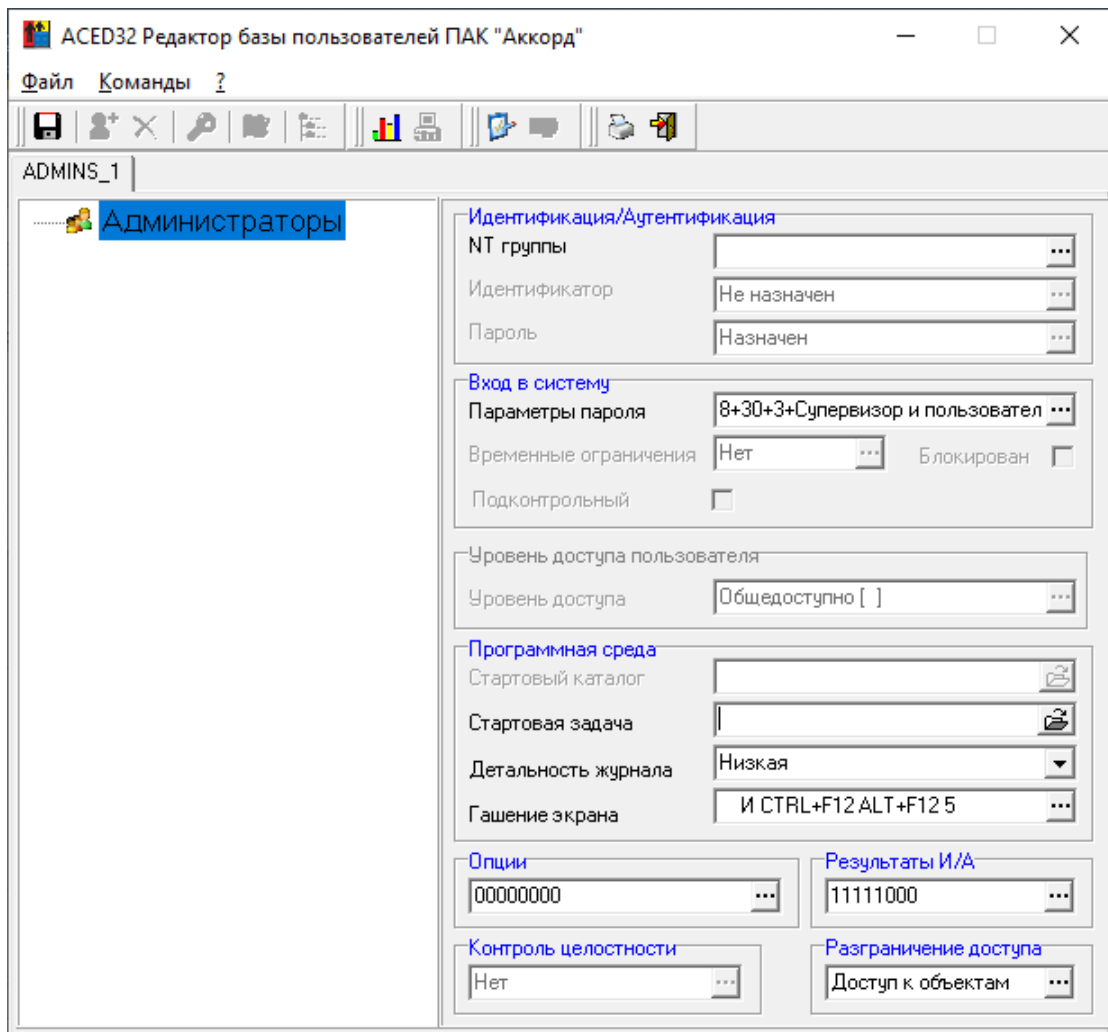 ACED32 Редактор базы пользователей ПАК "Аккорд"
Файл Команды ?
ADMINS_1
Администраторы
Идентификация/Аутентификация
NT группы ...
Идентификатор Не назначен ...
Пароль Назначен ...
Вход в систему
Параметры пароля 8+30+3+Супервизор и пользовател ...
Временные ограничения Нет ... Блокирован
Подконтрольный
Уровень доступа пользователя
Уровень доступа Общедоступно [ ] ...
Программная среда
Стартовый каталог
Стартовая задача
Детальность журнала Низкая
Гашение экрана И CTRL+F12 ALT+F12 5 ...
Опции Результаты И/А
00000000 ... 11111000 ...
Контроль целостности Разграничение доступа
Нет ... Доступ к объектам ...